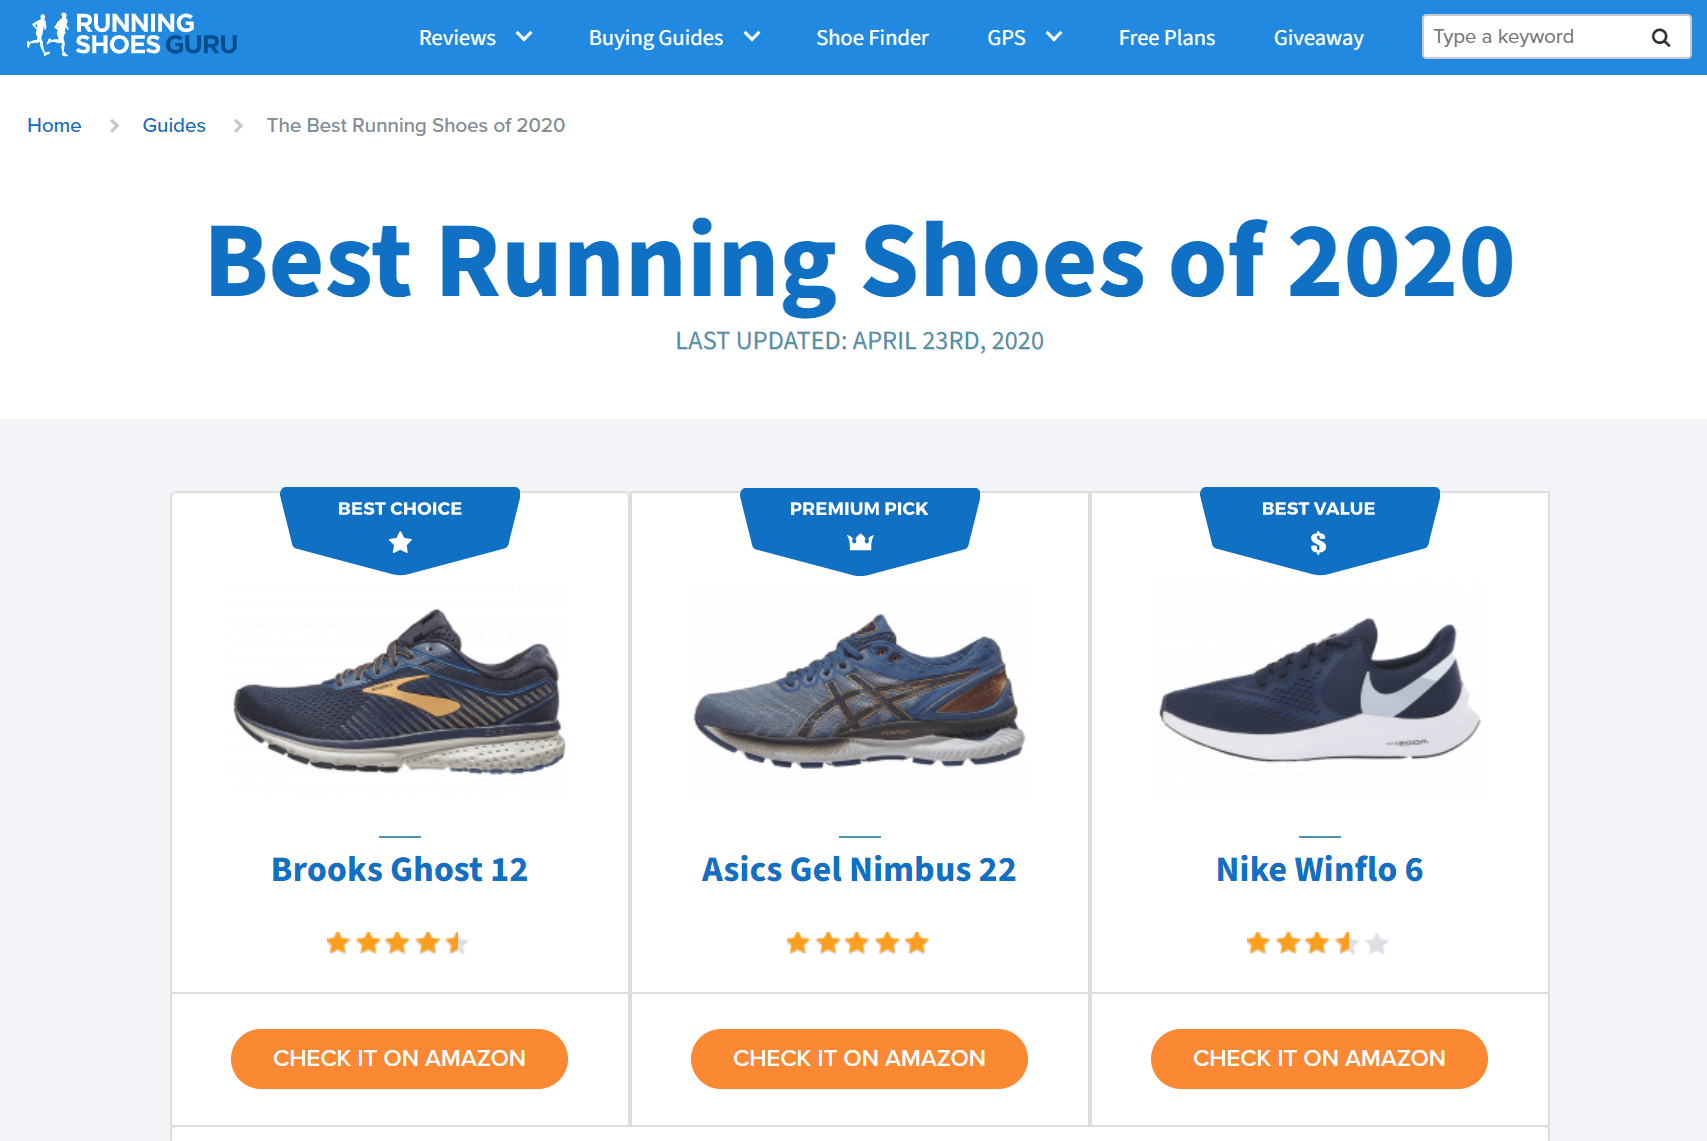 RUNNING
SHOES GURU
Reviews
Buying Guides
Shoe Finder
GPS
Free Plans
Giveaway
Type a keyword
Home
Guides
The Best Running Shoes of 2020
Best Running Shoes of 2020
LAST UPDATED: APRIL 23RD, 2020
BEST CHOICE
PREMIUM PICK
BEST VALUE
$
ZOOM
Brooks Ghost 12
Asics Gel Nimbus 22
Nike Winflo 6
CHECK IT ON AMAZON
CHECK IT ON AMAZON
CHECK IT ON AMAZON